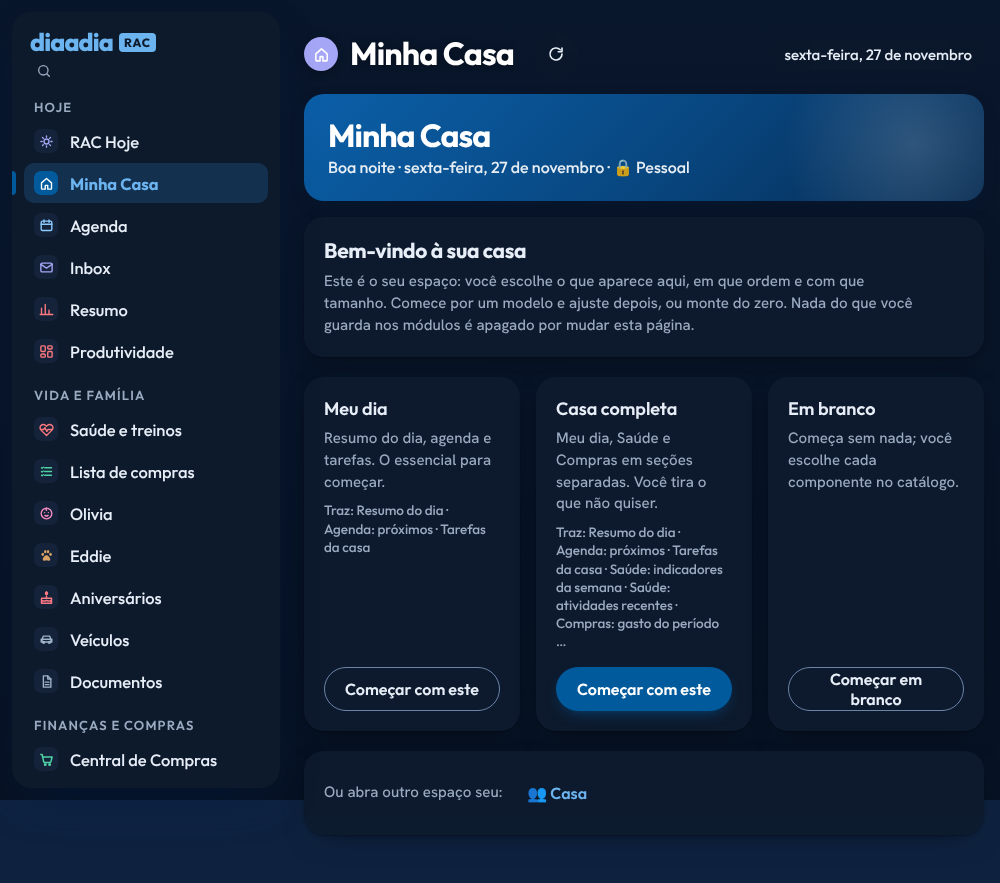 diaadia RAC
HOJE
RAC Hoje
Minha Casa
Agenda
Inbox
Resumo
Produtividade
VIDA E FAMÍLIA
Saúde e treinos
Lista de compras
Olivia
Eddie
Aniversários
Veículos
Documentos
FINANÇAS E COMPRAS
Central de Compras
Minha Casa
sexta-feira, 27 de novembro
Minha Casa
Boa noite · sexta-feira, 27 de novembro · 🔒 Pessoal
Bem-vindo à sua casa
Este é o seu espaço: você escolhe o que aparece aqui, em que ordem e com que
tamanho. Comece por um modelo e ajuste depois, ou monte do zero. Nada do que você
guarda nos módulos é apagado por mudar esta página.
Meu dia
Resumo do dia, agenda e
tarefas. O essencial para
começar.
Traz: Resumo do dia ·
Agenda: próximos · Tarefas
da casa
Começar com este
Casa completa
Meu dia, Saúde e
Compras em seções
separadas. Você tira o
que não quiser.
Traz: Resumo do dia ·
Agenda: próximos · Tarefas
da casa · Saúde: indicadores
da semana · Saúde:
atividades recentes ·
Compras: gasto do período
…
Começar com este
Em branco
Começa sem nada; você
escolhe cada
componente no catálogo.
Começar em
branco
Ou abra outro espaço seu:
👥 Casa